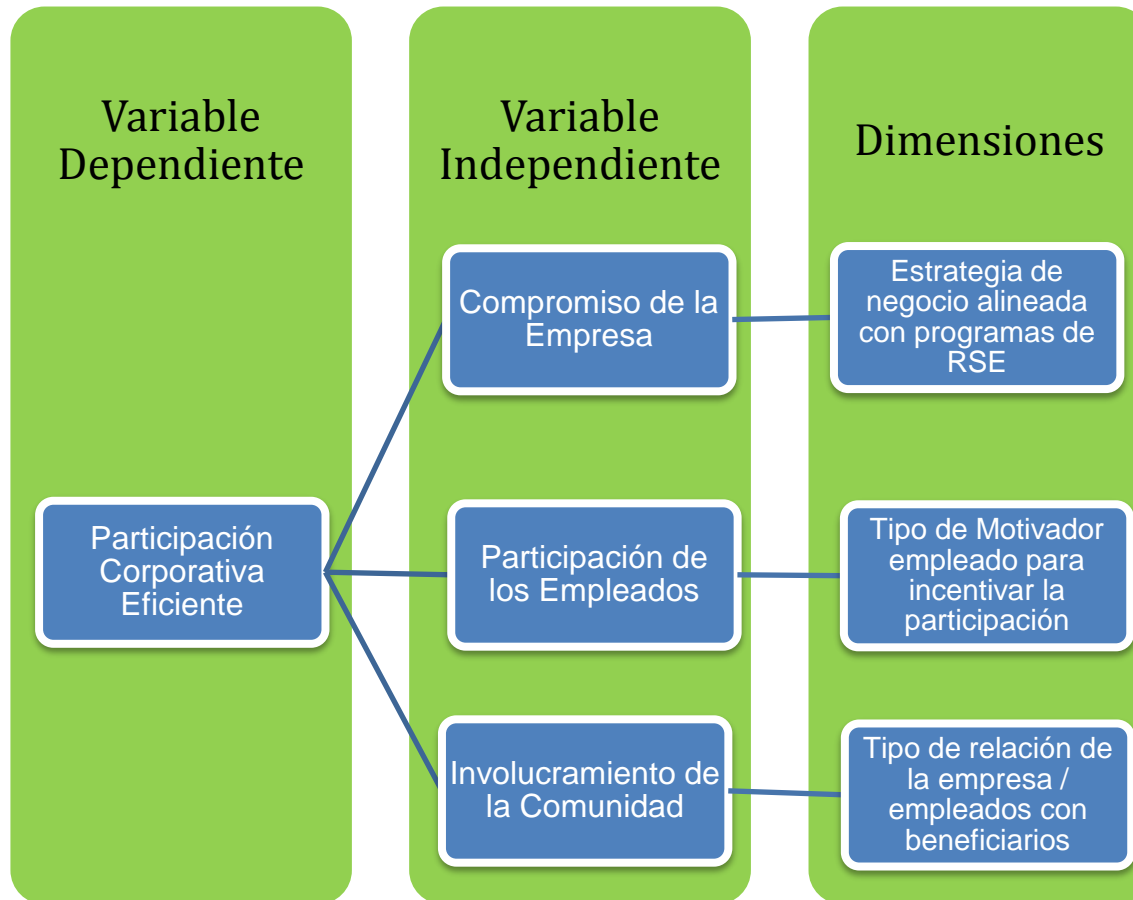 Variable
Dependiente
Variable
Independiente
Dimensiones
Participación
Corporativa
Eficiente
Compromiso de la
Empresa
Participación de
los Empleados
Involucramiento de
la Comunidad
Estrategia de
negocio alineada
con programas de
RSE
Tipo de Motivador
empleado para
incentivar la
participación
Tipo de relación de
la empresa /
empleados con
beneficiarios